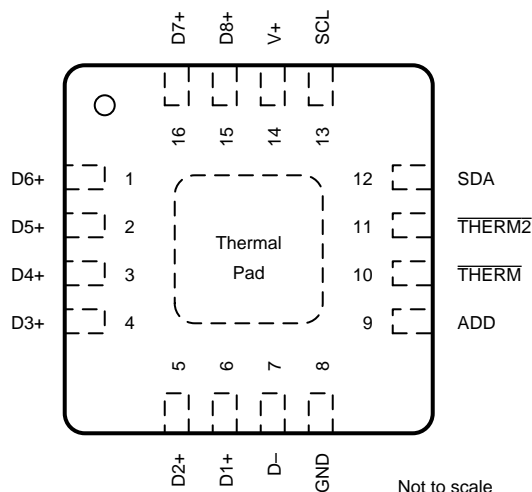 D7+ D8+ V+ SCL
16 15 14 13
D6+ 1 12 SDA
D5+ 2 11 THERM2
D4+ 3 10 THERM
D3+ 4 9 ADD
Thermal
Pad
5 6 7 8
D2+ D1+ D– GND
Not to scale